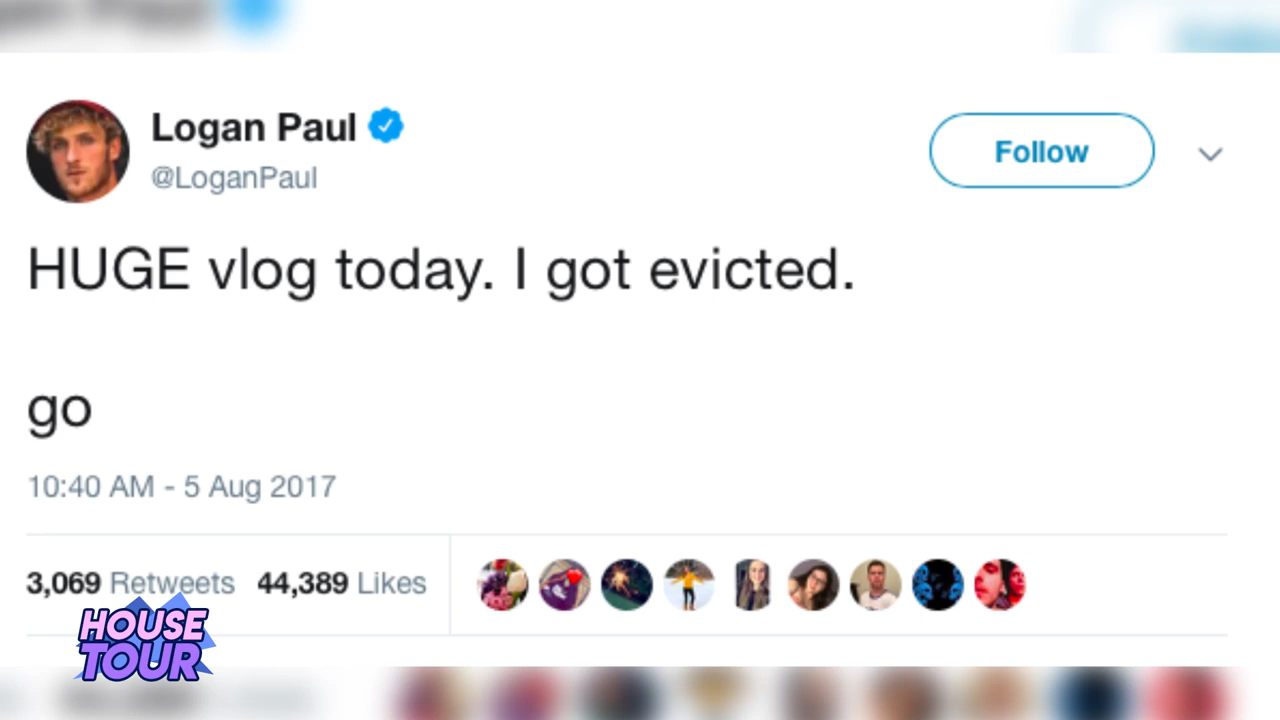 Logan Paul
@LoganPaul
Follow
HUGE vlog today. I got evicted.
go
10:40 AM - 5 Aug 2017
3,069 Retweets 44,389 Likes
HOUSE
TOUR